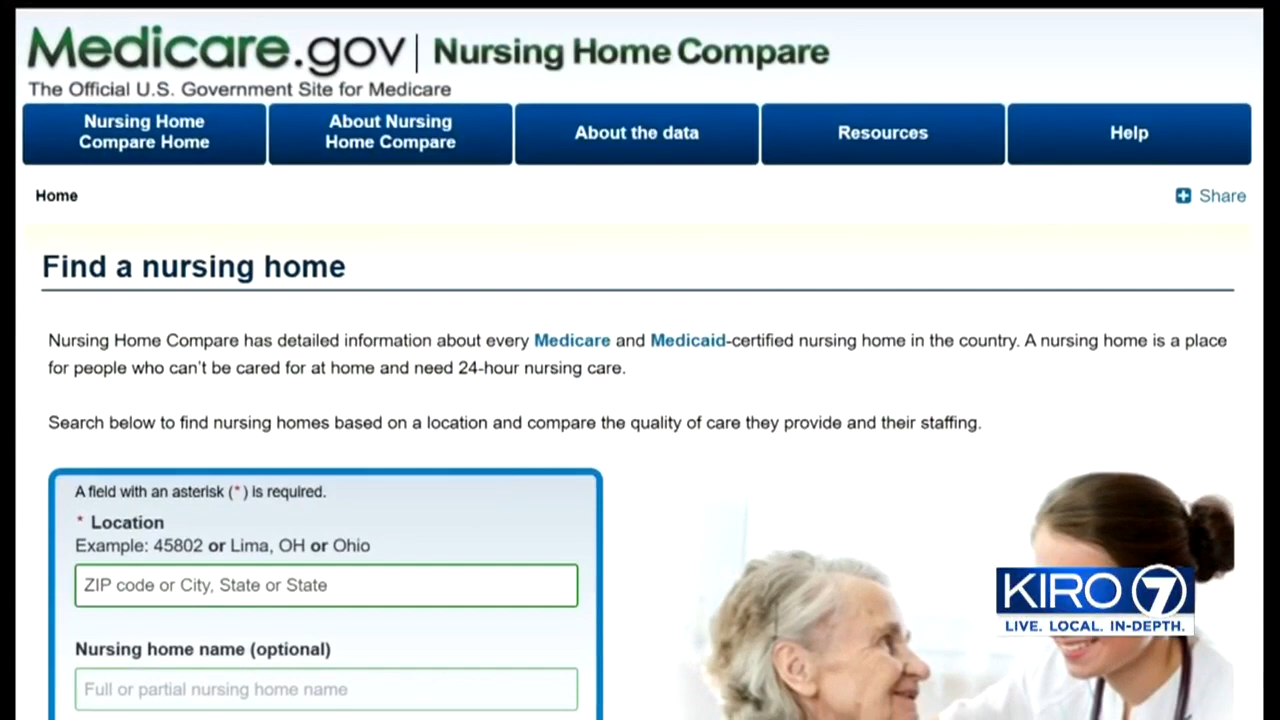 Medicare.gov | Nursing Home Compare
The Official U.S. Government Site for Medicare
Nursing Home
Compare Home
About Nursing
Home Compare
About the data
Resources
Help
Home
Share
Find a nursing home
Nursing Home Compare has detailed information about every Medicare and Medicaid-certified nursing home in the country. A nursing home is a place
for people who can't be cared for at home and need 24-hour nursing care.
Search below to find nursing homes based on a location and compare the quality of care they provide and their staffing.
A field with an asterisk (*) is required.
* Location
Example: 45802 or Lima, OH or Ohio
ZIP code or City, State or State
Nursing home name (optional)
Full or partial nursing home name
KIRO 7
LIVE. LOCAL. IN-DEPTH.